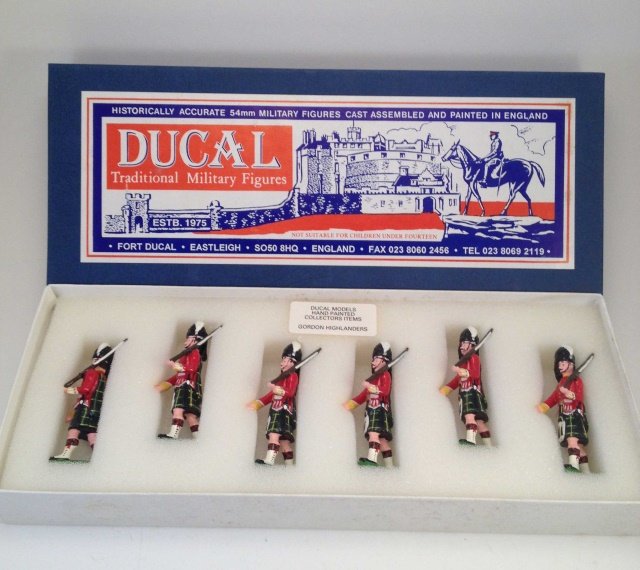 HISTORICALLY ACCURATE 54mm MILITARY FIGURES CAST ASSEMBLED AND PAINTED IN ENGLAND
DUCAL
Traditional Military Figures
ESTB. 1975
NOT SUITABLE FOR CHILDREN UNDER FOURTEEN
• FORT DUCAL • EASTLEIGH • SO50 8HQ • ENGLAND • FAX 023 8060 2456 • TEL 023 8069 2119 •
DUCAL MODELS
HAND PAINTED
COLLECTORS ITEMS
GORDON HIGHLANDERS